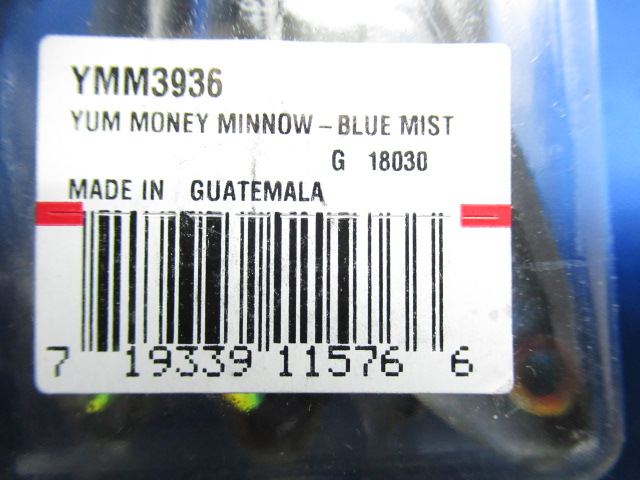 YMM3936
YUM MONEY MINNOW – BLUE MIST
G 18030
MADE IN GUATEMALA
7 19339 11576 6